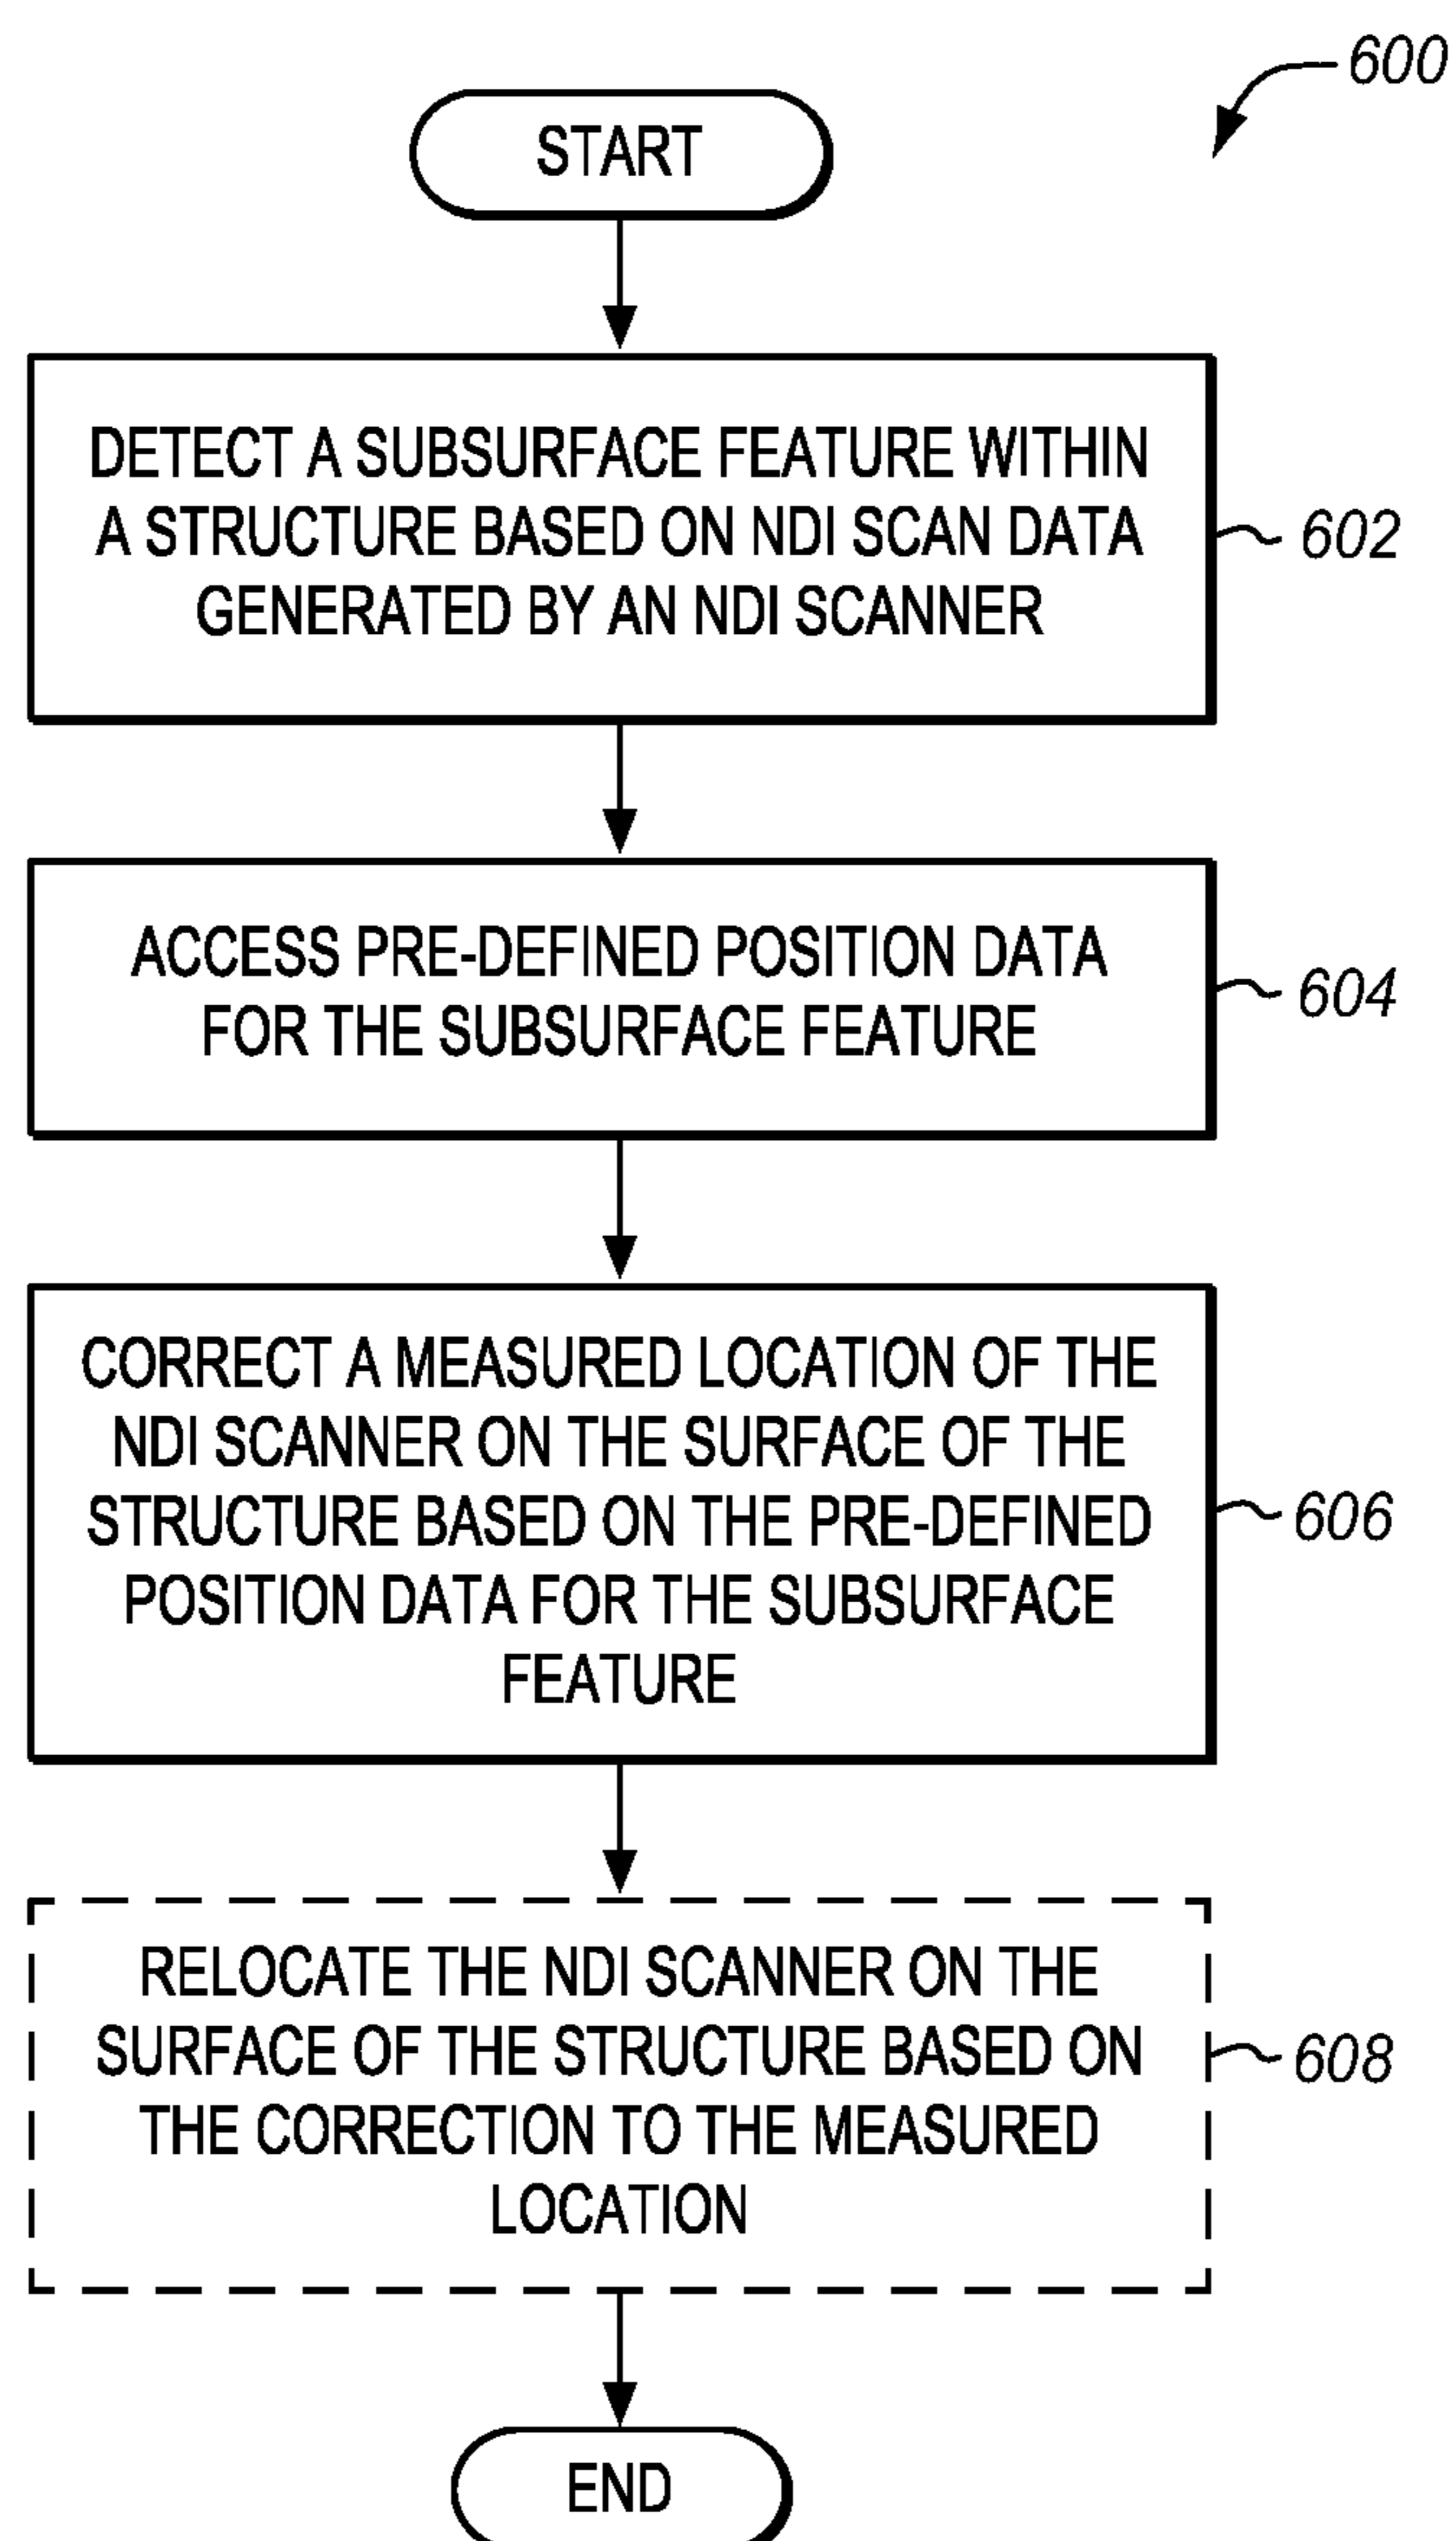 600
START
DETECT A SUBSURFACE FEATURE WITHIN
A STRUCTURE BASED ON NDI SCAN DATA
GENERATED BY AN NDI SCANNER
602
ACCESS PRE-DEFINED POSITION DATA
FOR THE SUBSURFACE FEATURE
604
CORRECT A MEASURED LOCATION OF THE
NDI SCANNER ON THE SURFACE OF THE
STRUCTURE BASED ON THE PRE-DEFINED
POSITION DATA FOR THE SUBSURFACE
FEATURE
606
RELOCATE THE NDI SCANNER ON THE
SURFACE OF THE STRUCTURE BASED ON
THE CORRECTION TO THE MEASURED
LOCATION
608
END